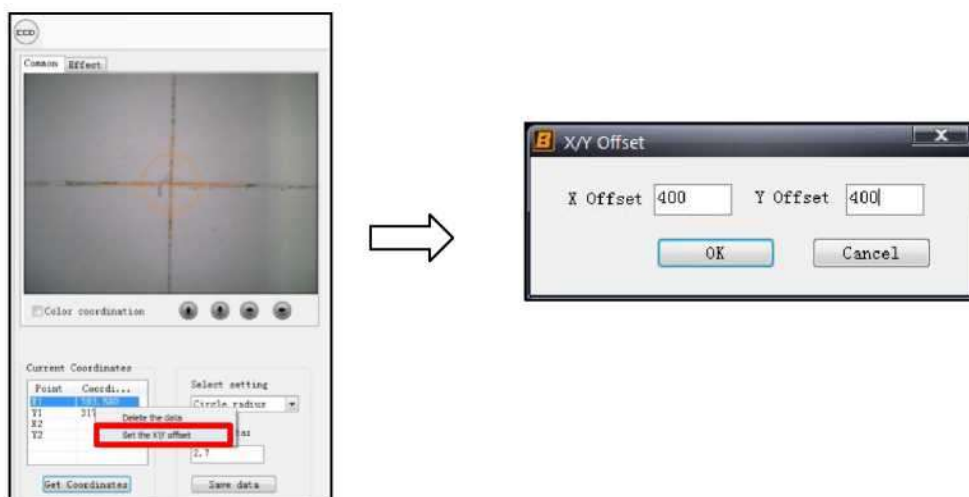 CCD
Common Effect
Color coordination
Current Coordinates
Point Coordi...
X1
Y1 317
X2
Y2
Delete the data
Set the X\Y offset
Get Coordinates
Select setting
Circle radius
2.7
Save data
X/Y Offset
X Offset 400 Y Offset 400
OK Cancel